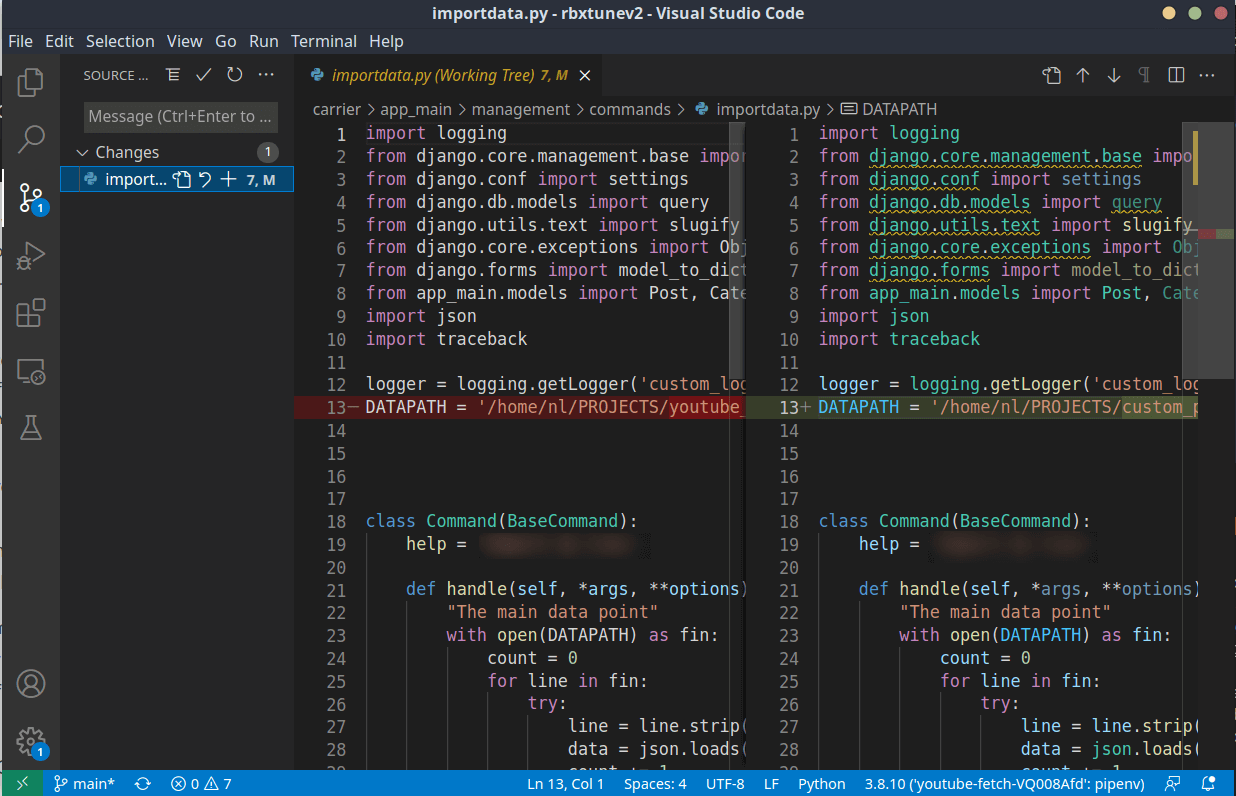 importdata.py - rbxtunev2 - Visual Studio Code
File Edit Selection View Go Run Terminal Help
SOURCE ...
importdata.py (Working Tree) 7, M
Message (Ctrl+Enter to ...
carrier > app_main > management > commands > importdata.py > DATAPATH
Changes 1
import... 7, M
1
1
1 import logging
2 from django.core.management.base impor
3 from django.conf import settings
4 from django.db.models import query
5 from django.utils.text import slugify
6 from django.core.exceptions import Obj
7 from django.forms import model_to_dict
8 from app_main.models import Post, Cate
9 import json
10 import traceback
11
12 logger = logging.getLogger('custom_log
13− DATAPATH = '/home/nl/PROJECTS/youtube_
14
15
16
17
18 class Command(BaseCommand):
19 help =
20
21 def handle(self, *args, **options)
22 "The main data point"
23 with open(DATAPATH) as fin:
24 count = 0
25 for line in fin:
26 try:
27 line = line.strip(
28 data = json.loads(
1 import logging
2 from django.core.management.base impo
3 from django.conf import settings
4 from django.db.models import query
5 from django.utils.text import slugify
6 from django.core.exceptions import Obj
7 from django.forms import model_to_dict
8 from app_main.models import Post, Cate
9 import json
10 import traceback
11
12 logger = logging.getLogger('custom_log
13+ DATAPATH = '/home/nl/PROJECTS/custom_p
14
15
16
17
18 class Command(BaseCommand):
19 help =
20
21 def handle(self, *args, **options)
22 "The main data point"
23 with open(DATAPATH) as fin:
24 count = 0
25 for line in fin:
26 try:
27 line = line.strip(
28 data = json.loads(
main* 0 7 Ln 13, Col 1 Spaces: 4 UTF-8 LF Python 3.8.10 ('youtube-fetch-VQ008Afd': pipenv)